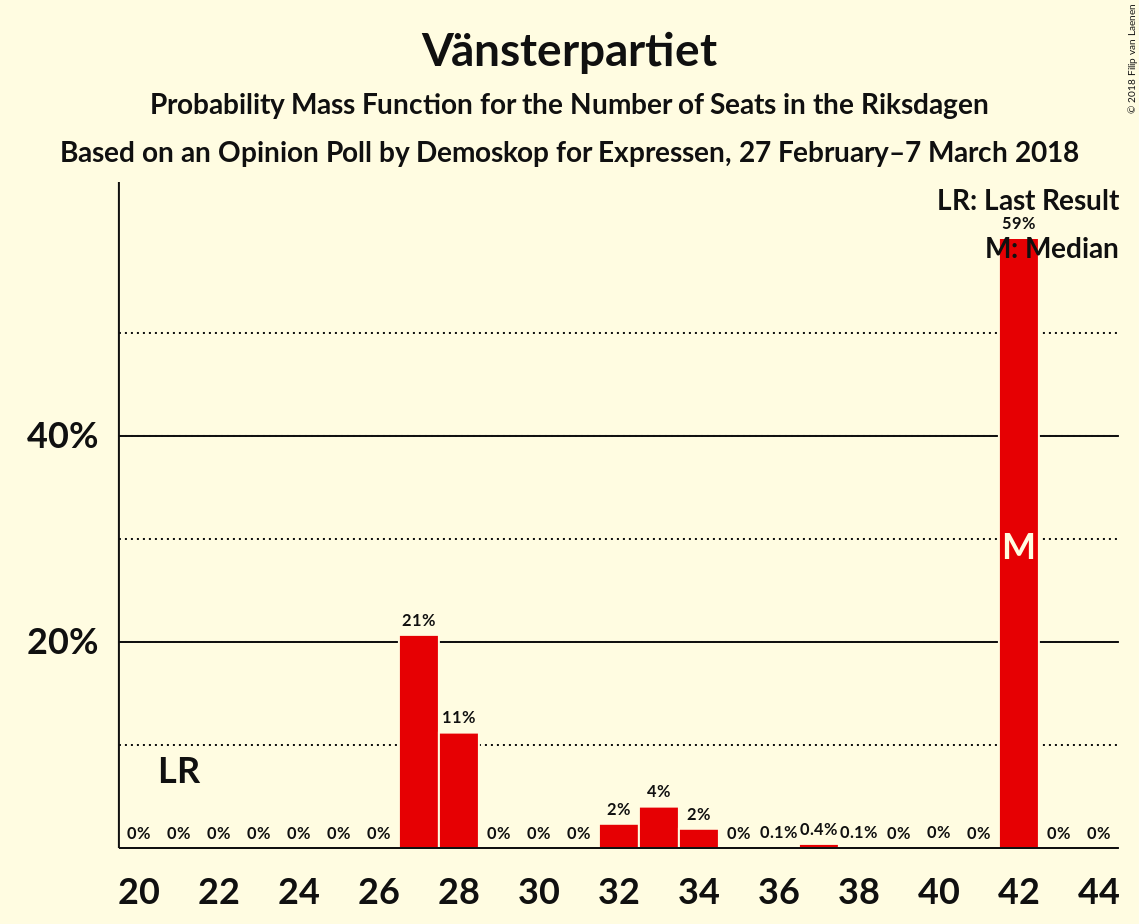 Vänsterpartiet
Probability Mass Function for the Number of Seats in the Riksdagen
Based on an Opinion Poll by Demoskop for Expressen, 27 February–7 March 2018
© 2018 Filip van Laenen
LR: Last Result
59%
M: Median
40%
M
21%
20%
11%
LR
4%
2% 2%
0% 0% 0% 0% 0% 0% 0% 0% 0% 0% 0% 0.1% 0.4% 0.1% 0% 0% 0% 0% 0%
20 22 24 26 28 30 32 34 36 38 40 42 44